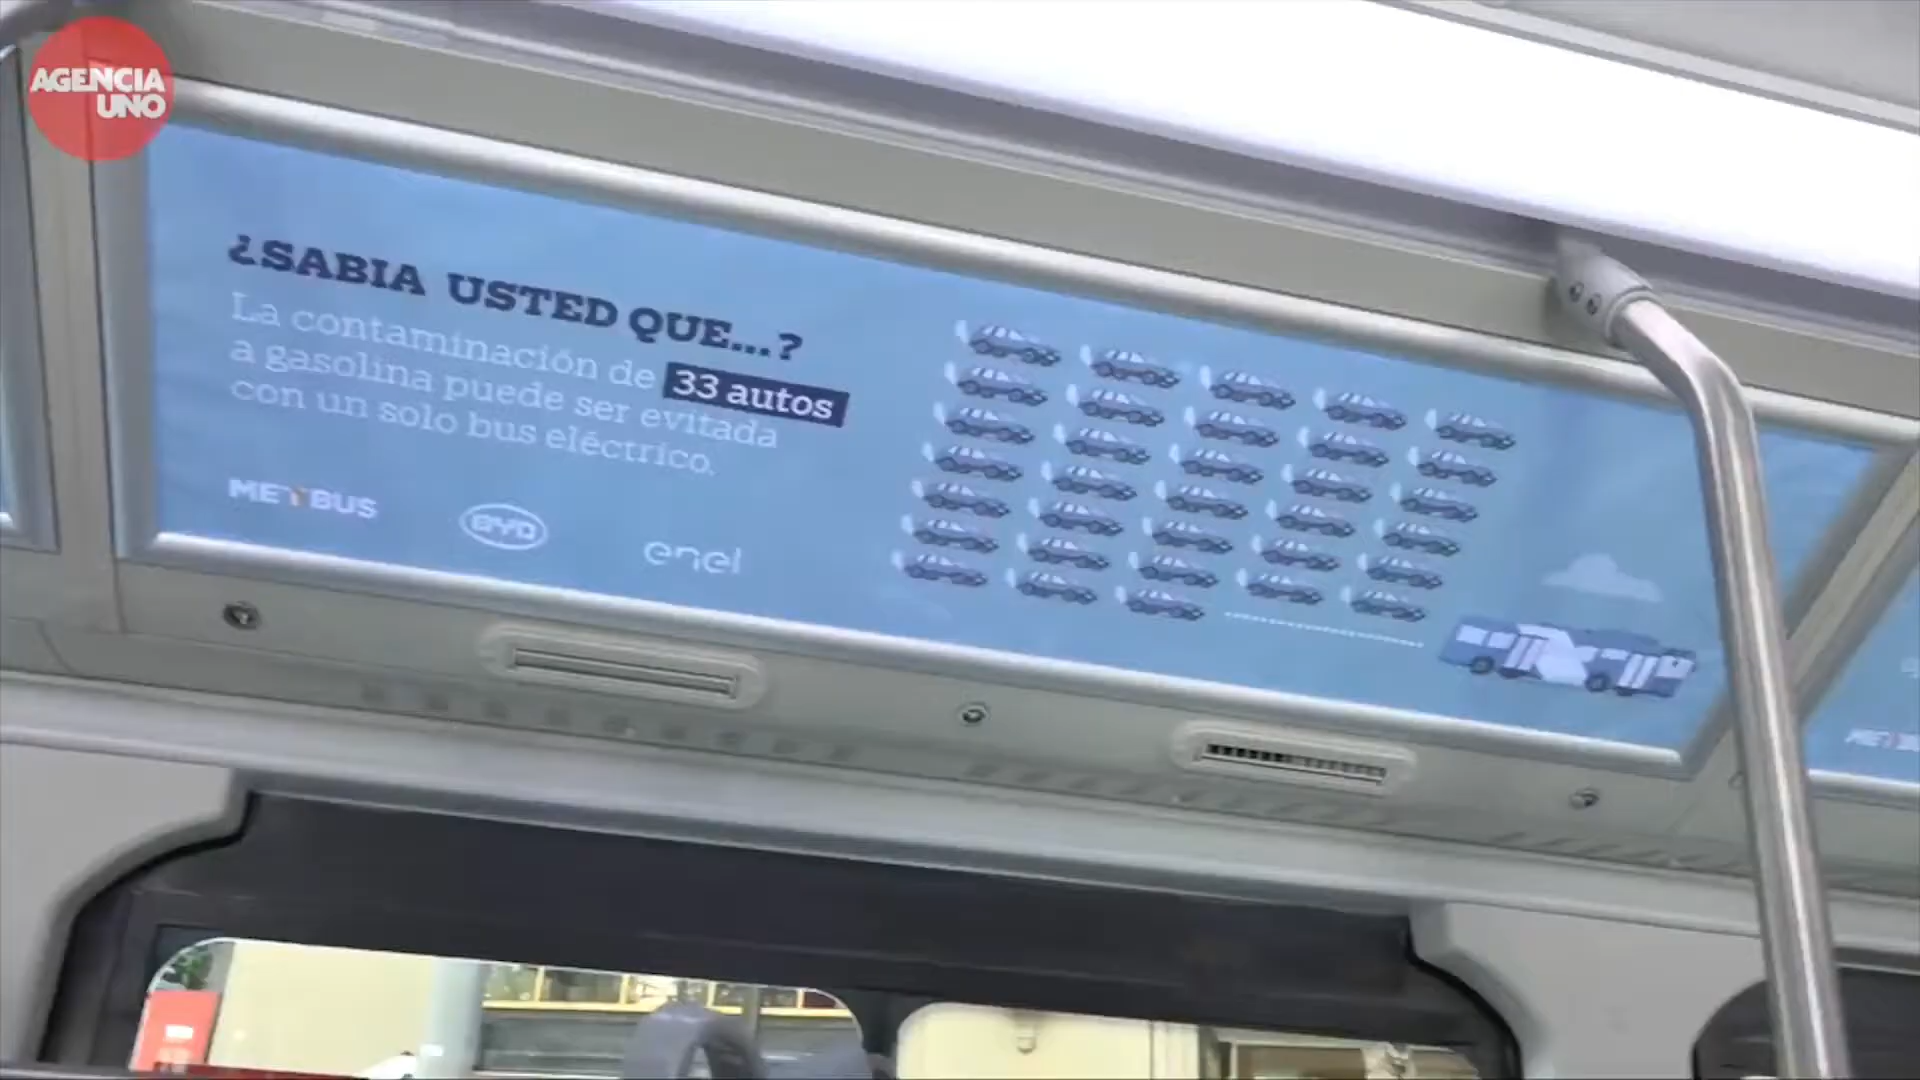 AGENCIA
UNO
¿SABIA USTED QUE...?
La contaminación de 33 autos
a gasolina puede ser evitada
con un solo bus eléctrico.
METBUS
BYD
enel